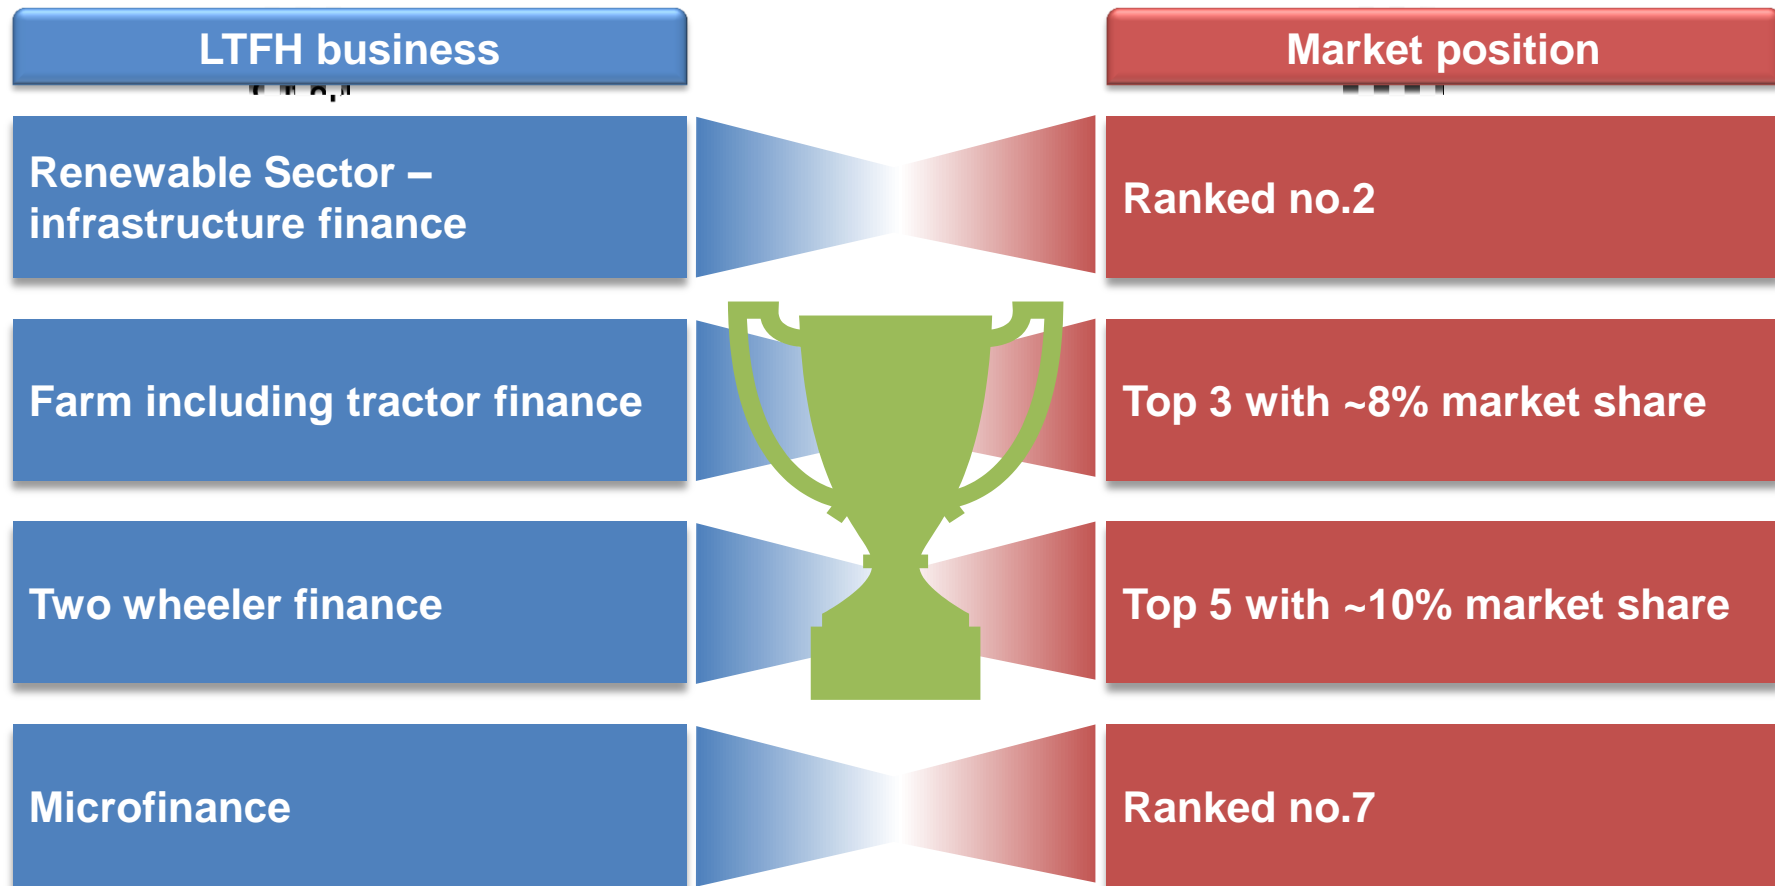 LTFH business
Market position
Renewable Sector –
infrastructure finance
Ranked no.2
Farm including tractor finance
Top 3 with ~8% market share
Two wheeler finance
Top 5 with ~10% market share
Microfinance
Ranked no.7